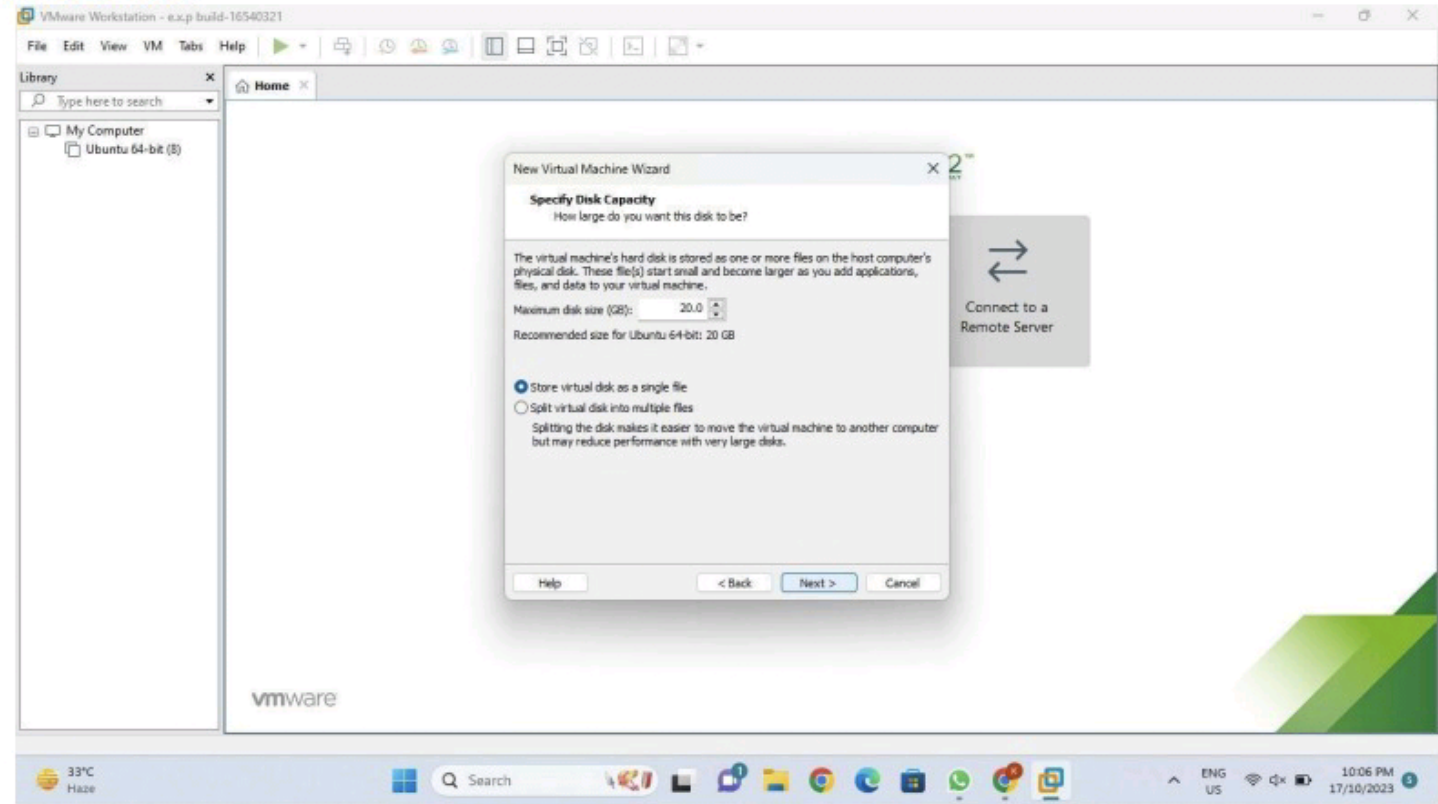 VMware Workstation - e.x.p build-16540321
File Edit View VM Tabs Help
Library
Home
Type here to search
My Computer
Ubuntu 64-bit (8)
2™
New Virtual Machine Wizard
Specify Disk Capacity
How large do you want this disk to be?
The virtual machine's hard disk is stored as one or more files on the host computer's
physical disk. These file(s) start small and become larger as you add applications,
files, and data to your virtual machine.
Maximum disk size (GB): 20.0
Recommended size for Ubuntu 64-bit: 20 GB
Store virtual disk as a single file
Split virtual disk into multiple files
Splitting the disk makes it easier to move the virtual machine to another computer
but may reduce performance with very large disks.
Help < Back Next > Cancel
Connect to a
Remote Server
vmware
33°C
Haze
Search
ENG
US
10:06 PM
17/10/2023